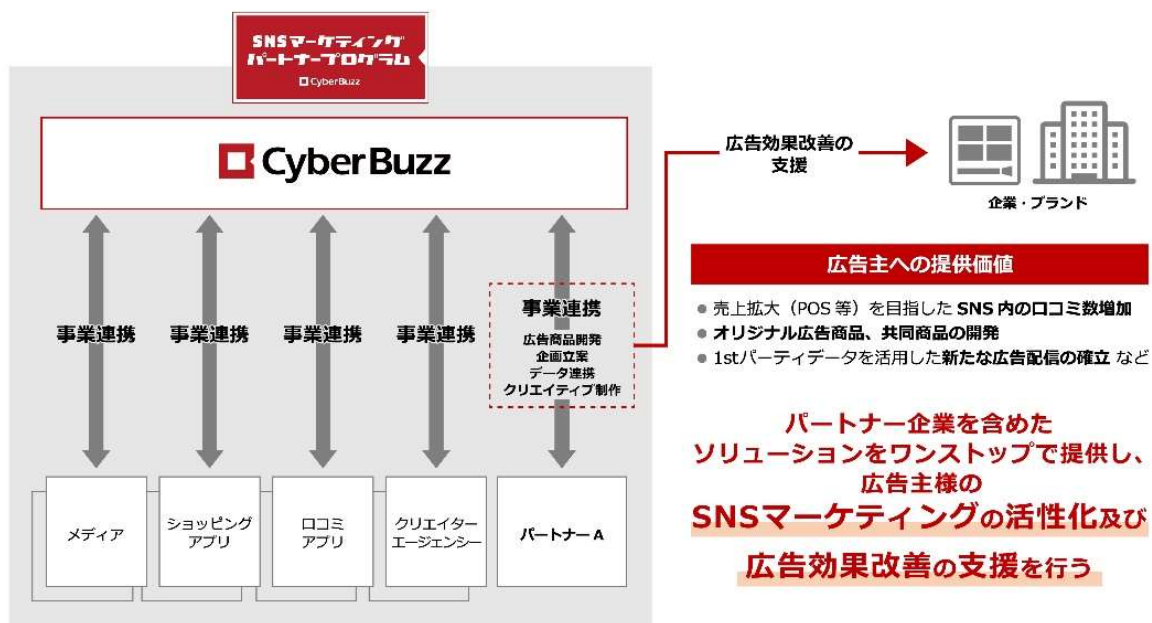 SNSマーケティング
パートナープログラム
CyberBuzz
CyberBuzz
広告効果改善の
支援
企業・ブランド
事業連携
事業連携
事業連携
事業連携
事業連携
広告商品開発
企画立案
データ連携
クリエイティブ制作
メディア
ショッピング
アプリ
口コミ
アプリ
クリエイター
エージェンシー
パートナーA
広告主への提供価値
● 売上拡大（POS 等）を目指した SNS 内の口コミ数増加
● オリジナル広告商品、共同商品の開発
● 1stパーティデータを活用した新たな広告配信の確立 など
パートナー企業を含めた
ソリューションをワンストップで提供し、
広告主様の
SNSマーケティングの活性化及び
広告効果改善の支援を行う